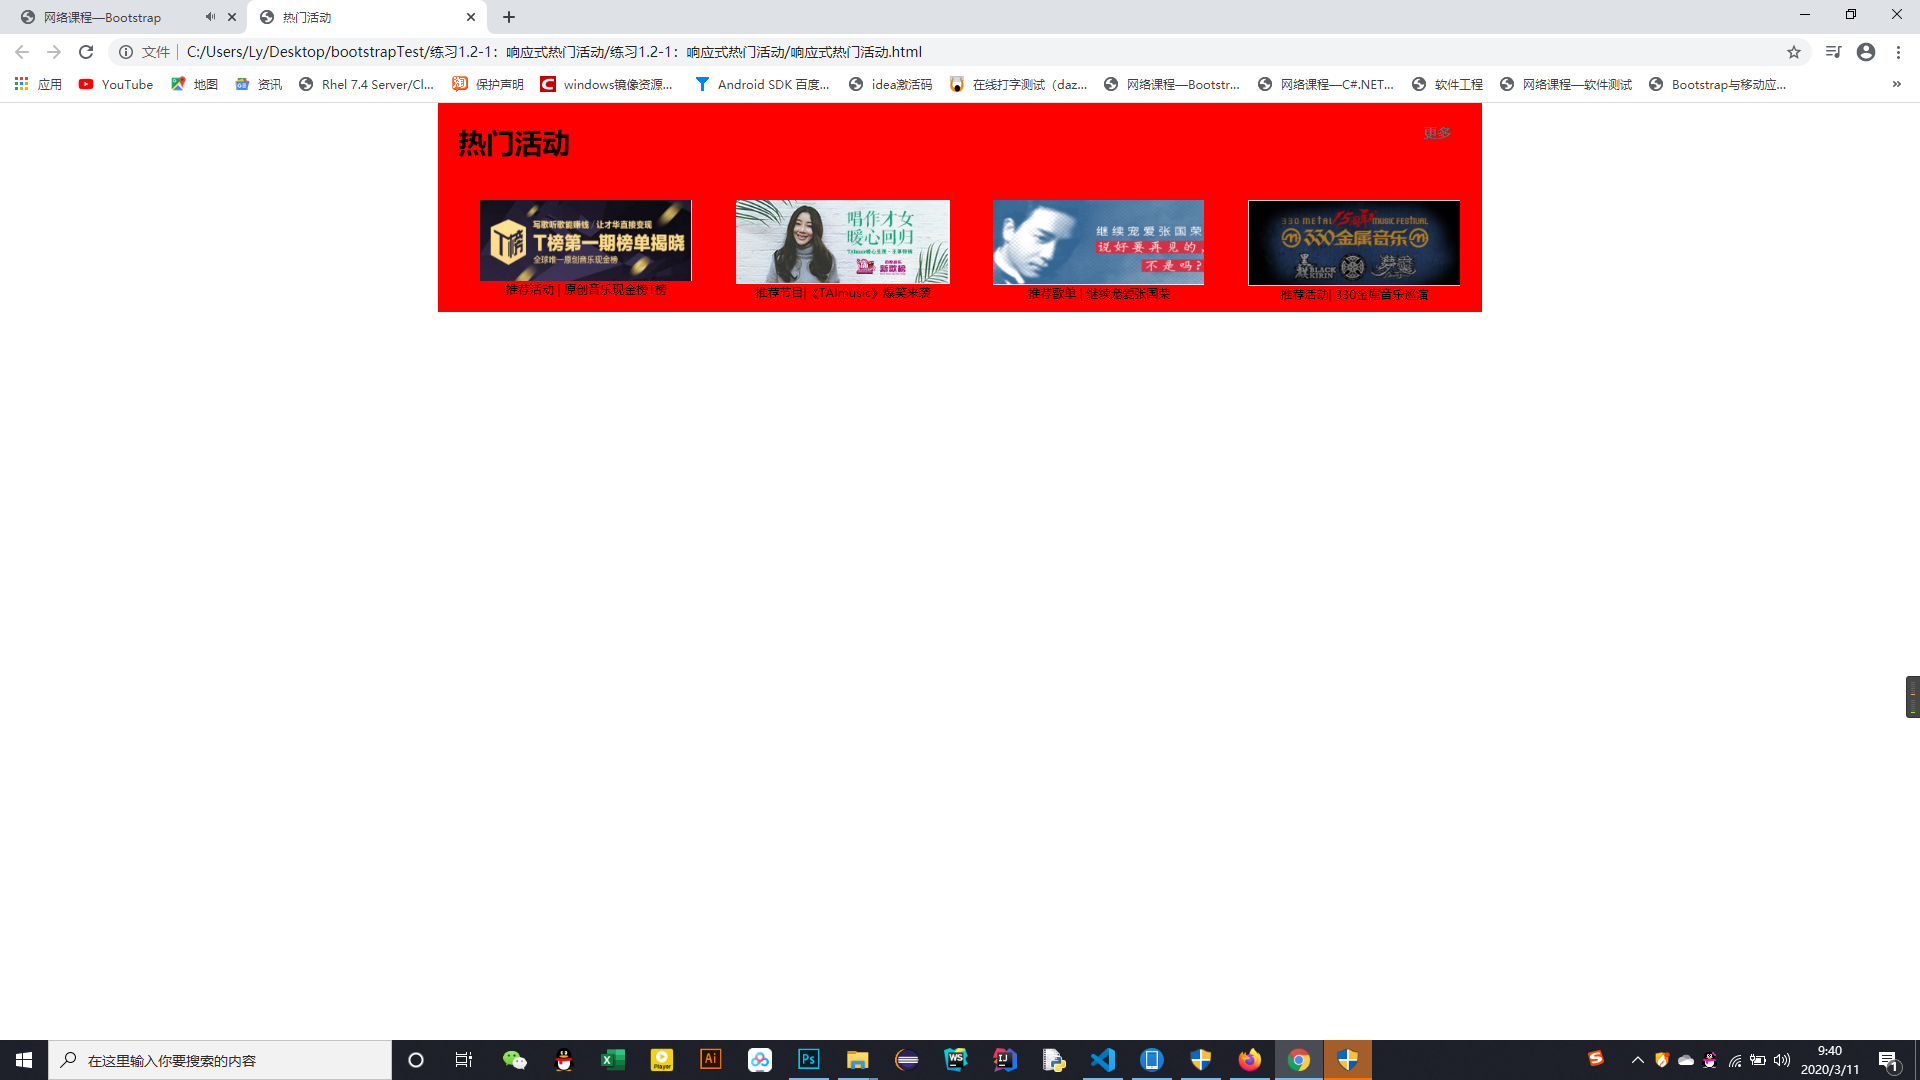 网络课程—Bootstrap
热门活动
文件 C:/Users/Ly/Desktop/bootstrapTest/练习1.2-1：响应式热门活动/练习1.2-1：响应式热门活动/响应式热门活动.html
应用 YouTube 地图 资讯 Rhel 7.4 Server/Cl... 保护声明 windows镜像资源... Android SDK 百度... idea激活码 在线打字测试（daz... 网络课程—Bootstr... 网络课程—C#.NET... 软件工程 网络课程—软件测试 Bootstrap与移动应... »
热门活动
更多
写歌听歌能赚钱 / 让才华直接变现
T榜
T榜第一期榜单揭晓
全球唯一原创音乐现金榜
推荐活动 | 原创音乐现金榜T榜
唱作才女
暖心回归
新歌榜
推荐节目|《TAImusic》爆笑来袭
继续宠爱张国荣
说好要再见的，
不是吗？
推荐歌单 | 继续宠爱张国荣
330 METAL 15周年 MUSIC FESTIVAL
330金属音乐
BLACK KIRIN
推荐活动| 330金属音乐巡演
在这里输入你要搜索的内容
Player
Ai
Ps
WS
IJ
9:40
2020/3/11
1